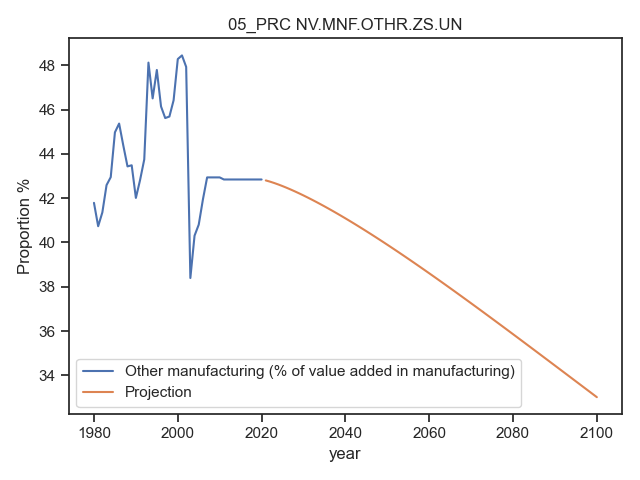 05_PRC NV.MNF.OTHR.ZS.UN
48
46
44
42
40
38
36
34
Proportion %
Other manufacturing (% of value added in manufacturing)
Projection
1980 2000 2020 2040 2060 2080 2100
year